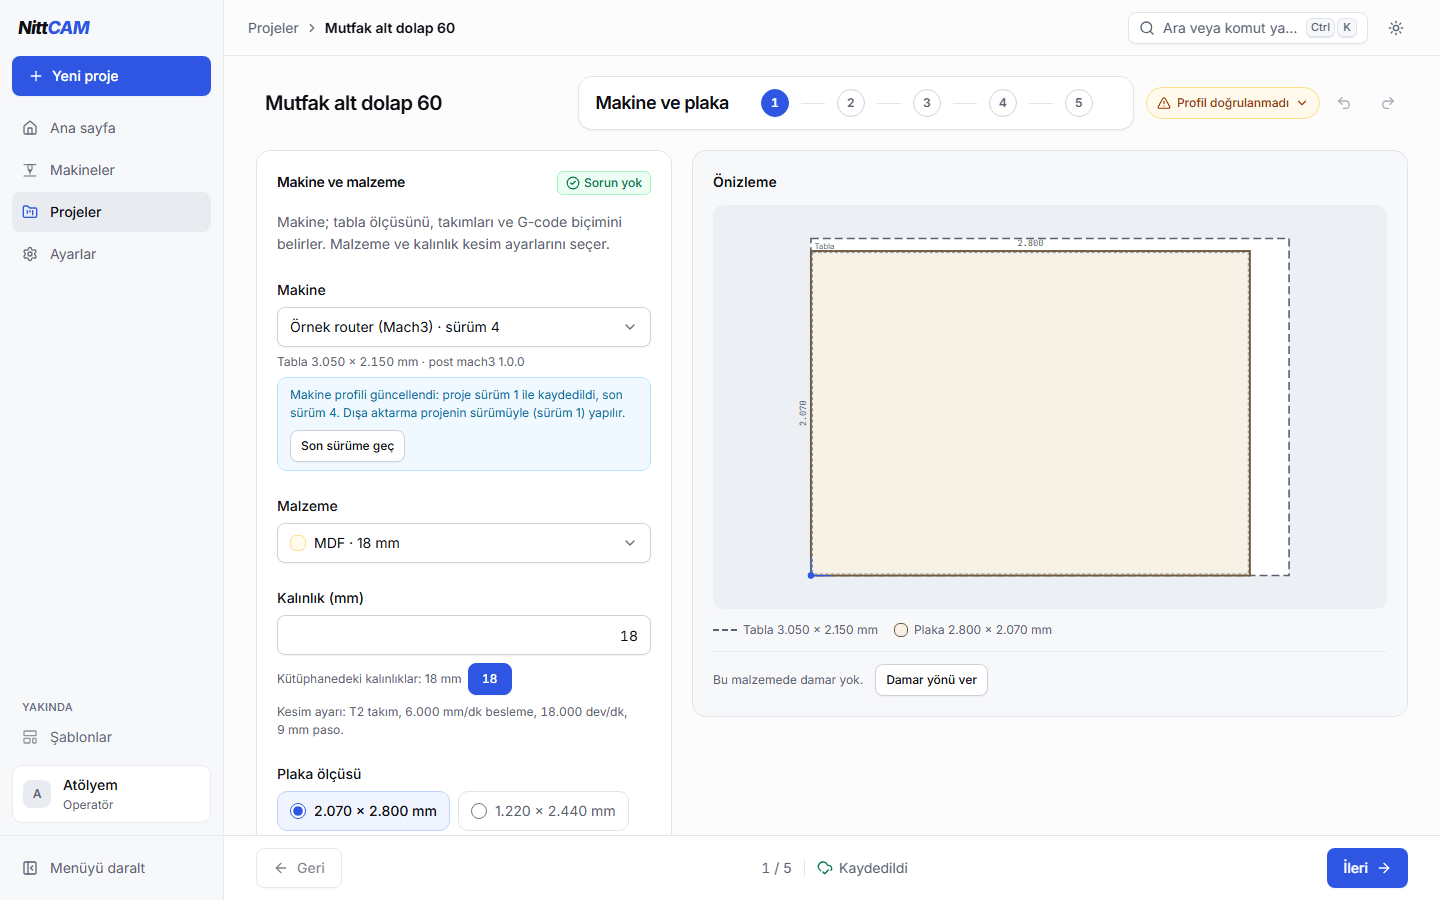 NittCAM
Yeni proje
Ana sayfa
Makineler
Projeler
Ayarlar
YAKINDA
Şablonlar
A
Atölyem
Operatör
Menüyü daralt
Projeler > Mutfak alt dolap 60
Ara veya komut ya... Ctrl K
Mutfak alt dolap 60
Makine ve plaka 1 2 3 4 5
Profil doğrulanmadı
Makine ve malzeme
Sorun yok
Makine; tabla ölçüsünü, takımları ve G-code biçimini
belirler. Malzeme ve kalınlık kesim ayarlarını seçer.
Makine
Örnek router (Mach3) · sürüm 4
Tabla 3.050 × 2.150 mm · post mach3 1.0.0
Makine profili güncellendi: proje sürüm 1 ile kaydedildi, son
sürüm 4. Dışa aktarma projenin sürümüyle (sürüm 1) yapılır.
Son sürüme geç
Malzeme
MDF · 18 mm
Kalınlık (mm)
18
Kütüphanedeki kalınlıklar: 18 mm 18
Kesim ayarı: T2 takım, 6.000 mm/dk besleme, 18.000 dev/dk,
9 mm paso.
Plaka ölçüsü
2.070 × 2.800 mm
1.220 × 2.440 mm
Önizleme
Tabla
2.800
2.070
Tabla 3.050 × 2.150 mm
Plaka 2.800 × 2.070 mm
Bu malzemede damar yok.
Damar yönü ver
Geri
1 / 5
Kaydedildi
İleri